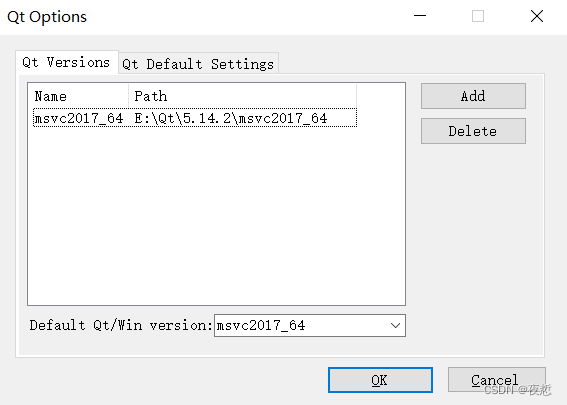 Qt Options
Qt Versions Qt Default Settings
Name Path Add
msvc2017_64 E:\Qt\5.14.2\msvc2017_64
Delete
Default Qt/Win version: msvc2017_64
OK Cancel
CSDN @夜悊